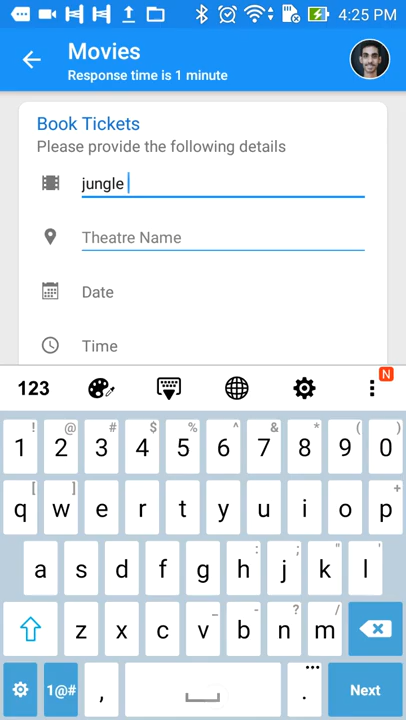 4:25 PM
Movies
Response time is 1 minute
Book Tickets
Please provide the following details
jungle
Theatre Name
Date
Time
N
123
! @ # $ % ^ & * ( )
1 2 3 4 5 6 7 8 9 0
[ ] +
q w e r t y u i o p
: ; " '
a s d f g h j k l
_ - ? /
z x c v b n m
1@# , . Next